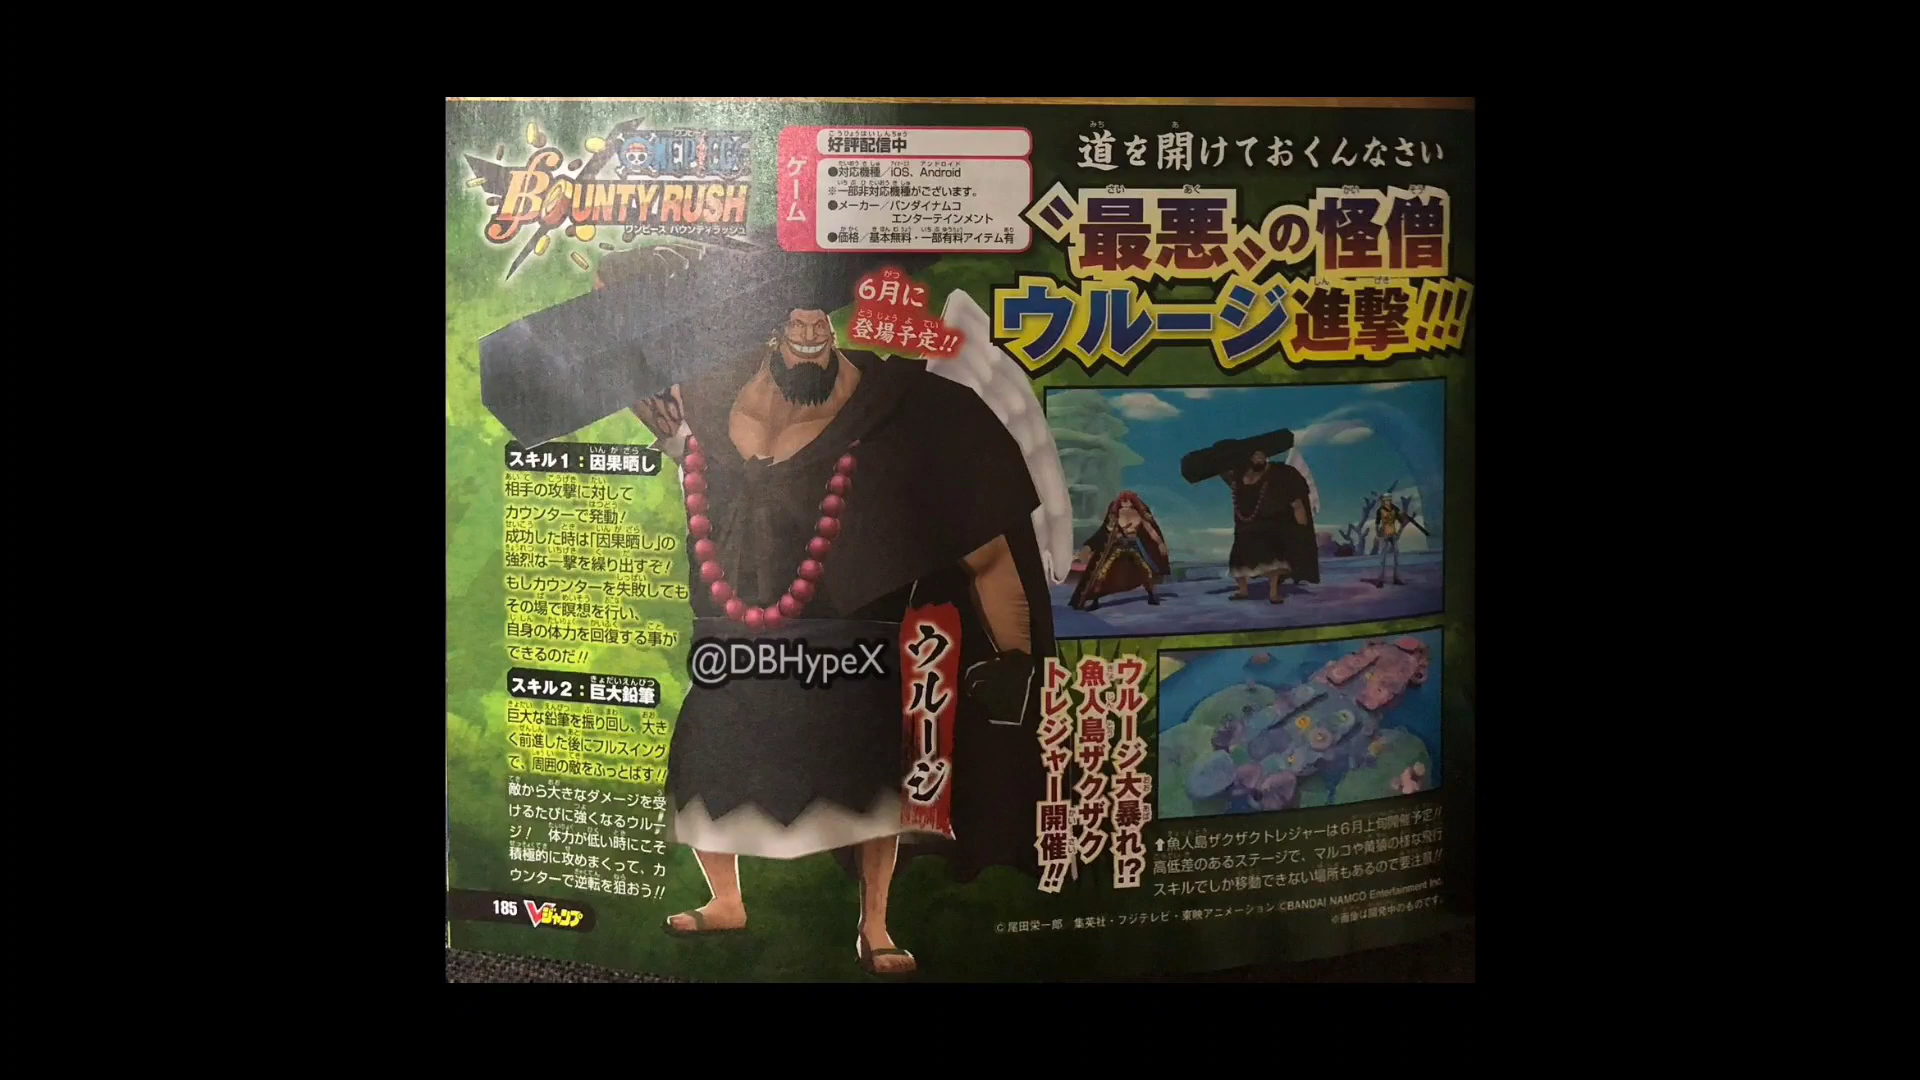 ワンピース
ONE PIECE
BOUNTY RUSH
ワンピース バウンティラッシュ
ゲーム
好評配信中
●対応機種/iOS、Android
※一部非対応機種がございます。
●メーカー/バンダイナムコ
エンターテインメント
●価格/基本無料・一部有料アイテム有
道を開けておくんなさい
〝最悪〟の怪僧
ウルージ進撃!!!
6月に
登場予定!!
スキル1：因果晒し
相手の攻撃に対して
カウンターで発動!
成功した時は「因果晒し」の
強烈な一撃を繰り出すぞ!
もしカウンターを失敗しても
その場で瞑想を行い、
自身の体力を回復する事が
できるのだ!!
スキル2：巨大鉛筆
巨大な鉛筆を振り回し、大き
く前進した後にフルスイング
で、周囲の敵をふっとばす!!
敵から大きなダメージを受
けるたびに強くなるウルー
ジ! 体力が低い時にこそ
積極的に攻めまくって、カ
ウンターで逆転を狙おう!!
185 Vジャンプ
@DBHypeX
ウルージ
ウルージ大暴れ!?
魚人島ザクザク
トレジャー開催!!
⬆魚人島ザクザクトレジャーは6月上旬開催予定!!
高低差のあるステージで、マルコや黄猿の様な飛行
スキルでしか移動できない場所もあるので要注意!!
©尾田栄一郎 集英社・フジテレビ・東映アニメーション ©BANDAI NAMCO Entertainment Inc.
※画像は開発中のものです。